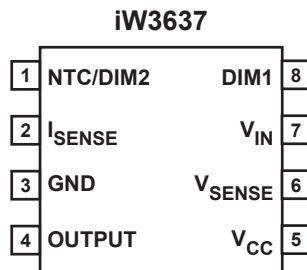 iW3637
1 NTC/DIM2 DIM1 8
2 ISENSE VIN 7
3 GND VSENSE 6
4 OUTPUT VCC 5